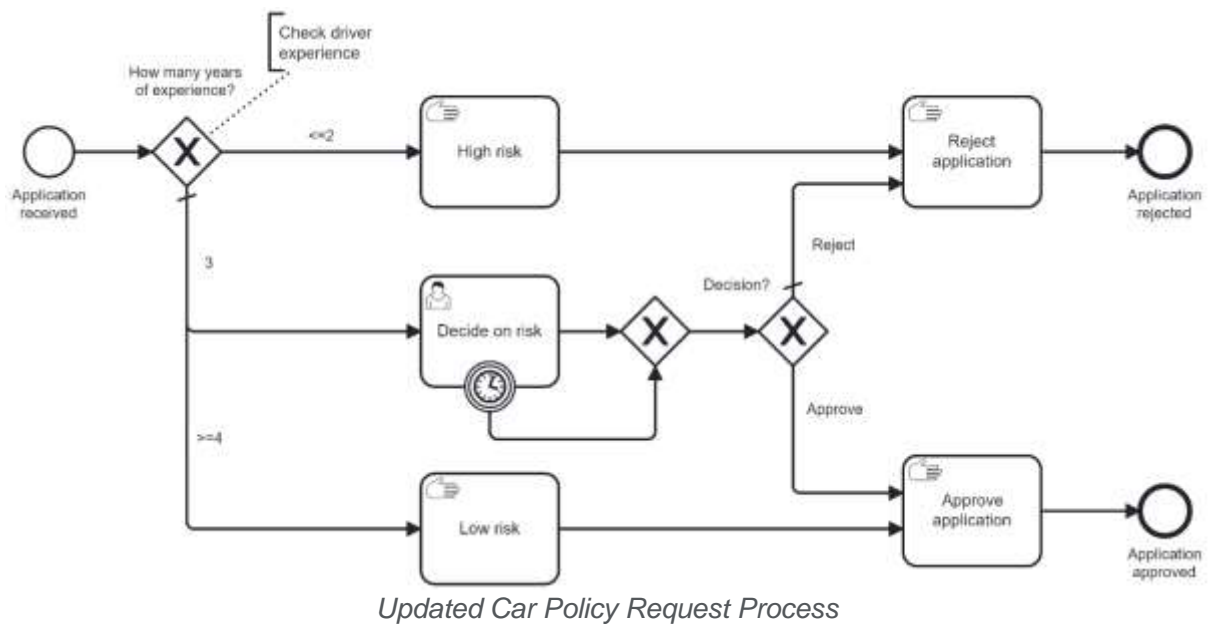 Check driver
experience
How many years
of experience?
<=2
High risk
Reject
application
Application
received
Application
rejected
3
Reject
Decision?
Decide on risk
Approve
>=4
Low risk
Approve
application
Application
approved
Updated Car Policy Request Process